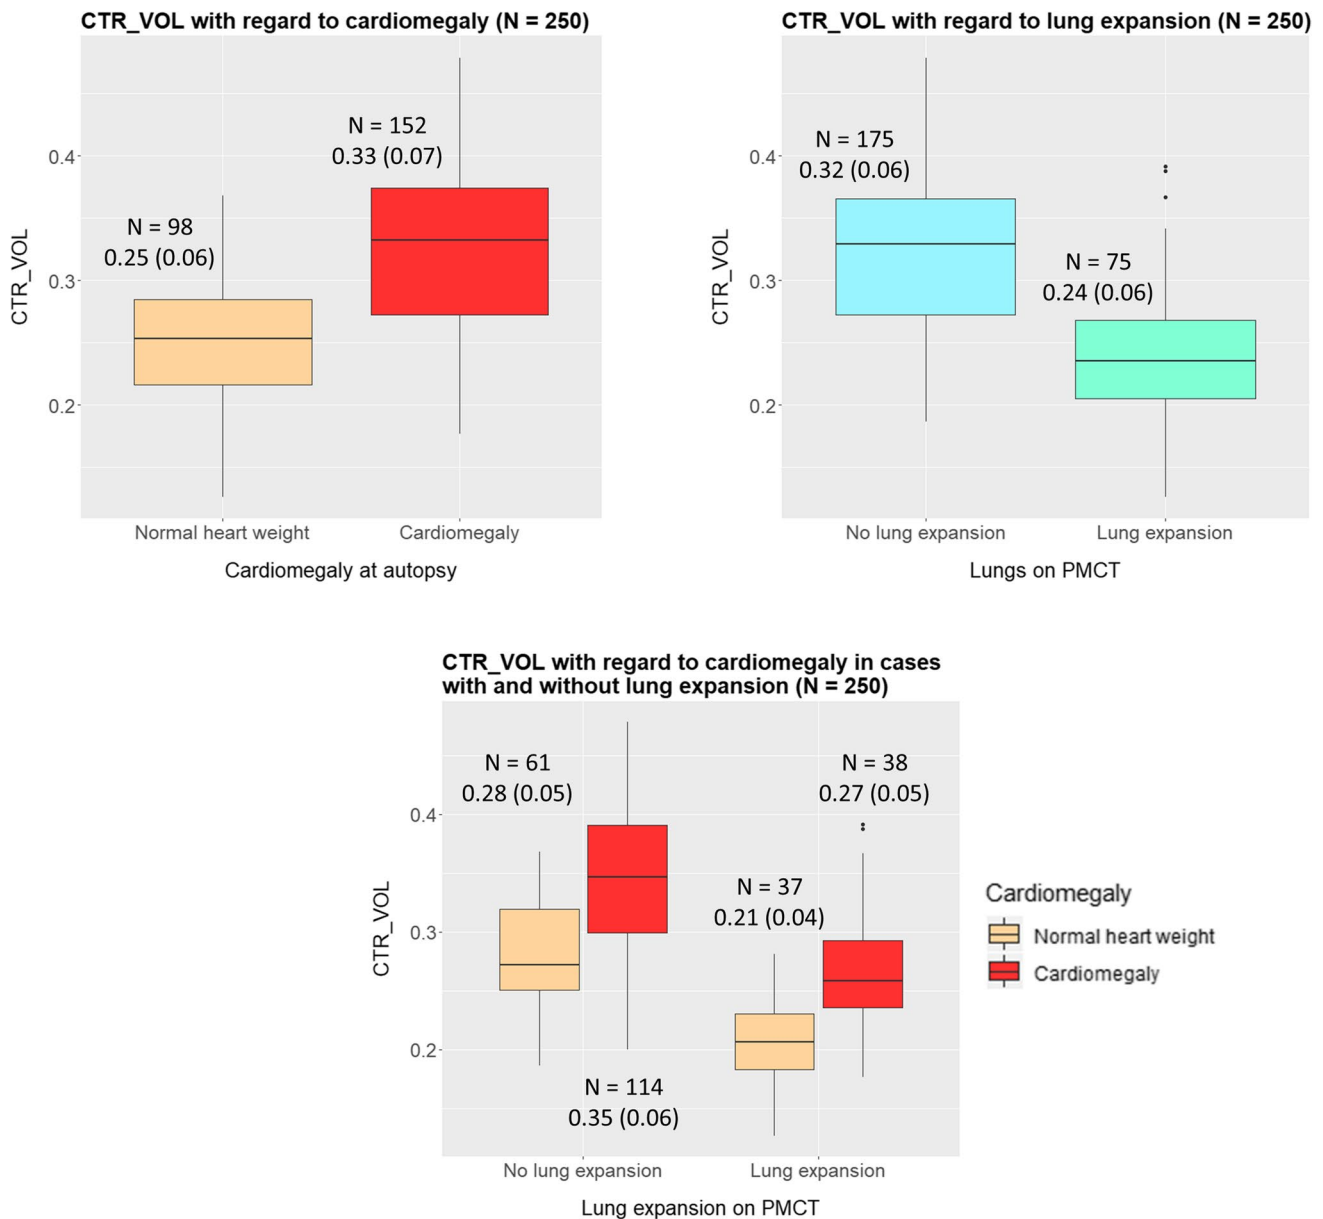 CTR_VOL with regard to cardiomegaly (N = 250)
N = 152
0.33 (0.07)
N = 98
0.25 (0.06)
0.4
0.3
0.2
CTR_VOL
Normal heart weight
Cardiomegaly
Cardiomegaly at autopsy
CTR_VOL with regard to lung expansion (N = 250)
N = 175
0.32 (0.06)
N = 75
0.24 (0.06)
0.4
0.3
0.2
CTR_VOL
No lung expansion
Lung expansion
Lungs on PMCT
CTR_VOL with regard to cardiomegaly in cases
with and without lung expansion (N = 250)
N = 61
0.28 (0.05)
N = 38
0.27 (0.05)
N = 37
0.21 (0.04)
N = 114
0.35 (0.06)
0.4
0.3
0.2
CTR_VOL
No lung expansion
Lung expansion
Lung expansion on PMCT
Cardiomegaly
Normal heart weight
Cardiomegaly